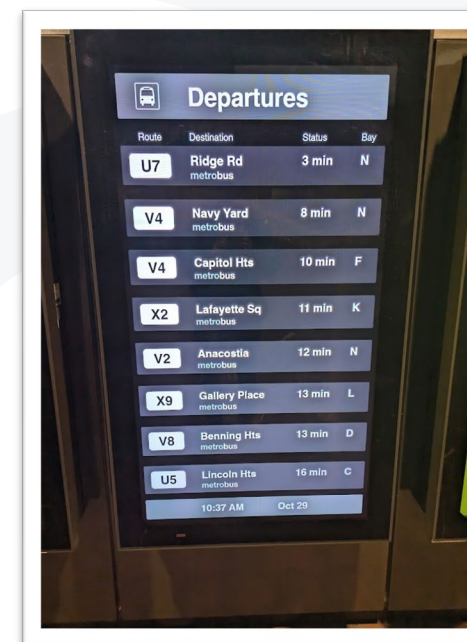 Departures
Route Destination Status Bay
U7 Ridge Rd 3 min N
metrobus
V4 Navy Yard 8 min N
metrobus
V4 Capitol Hts 10 min F
metrobus
X2 Lafayette Sq 11 min K
metrobus
V2 Anacostia 12 min N
metrobus
X9 Gallery Place 13 min L
metrobus
V8 Benning Hts 13 min D
metrobus
U5 Lincoln Hts 16 min C
metrobus
10:37 AM Oct 29